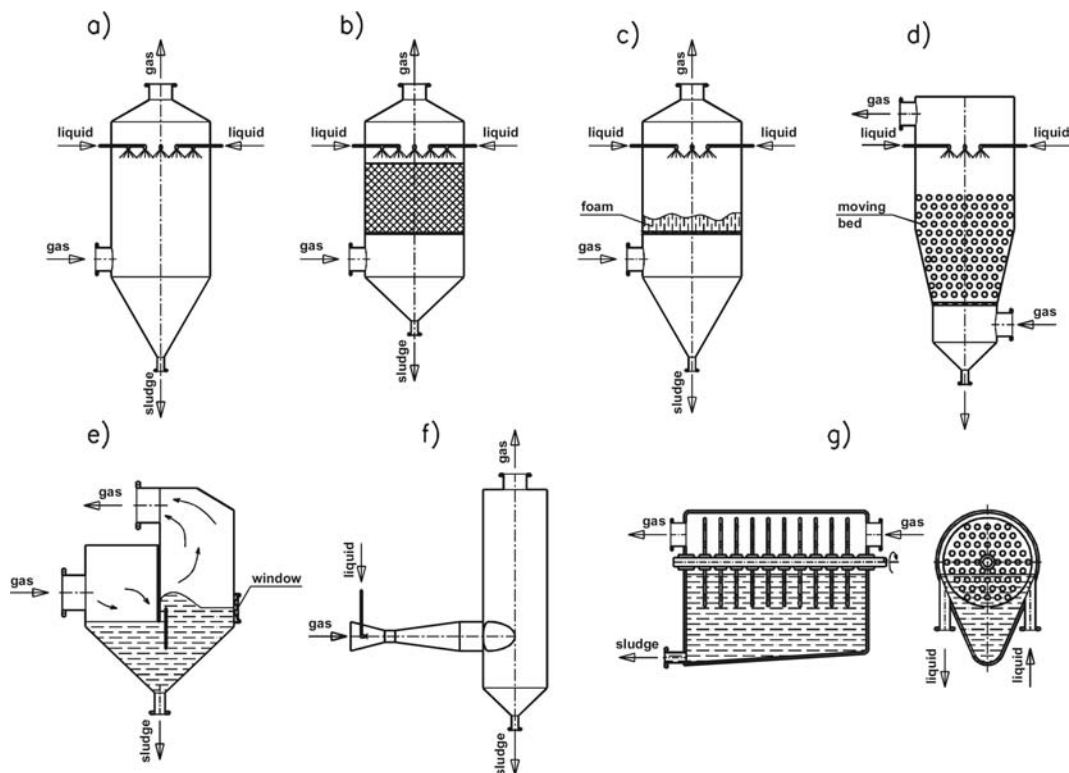 a)
gas
liquid
liquid
gas
sludge
b)
gas
liquid
liquid
gas
sludge
c)
gas
liquid
liquid
foam
gas
sludge
d)
gas
liquid
liquid
moving
bed
gas
e)
gas
gas
window
sludge
f)
gas
liquid
gas
sludge
g)
gas
gas
sludge
liquid
liquid